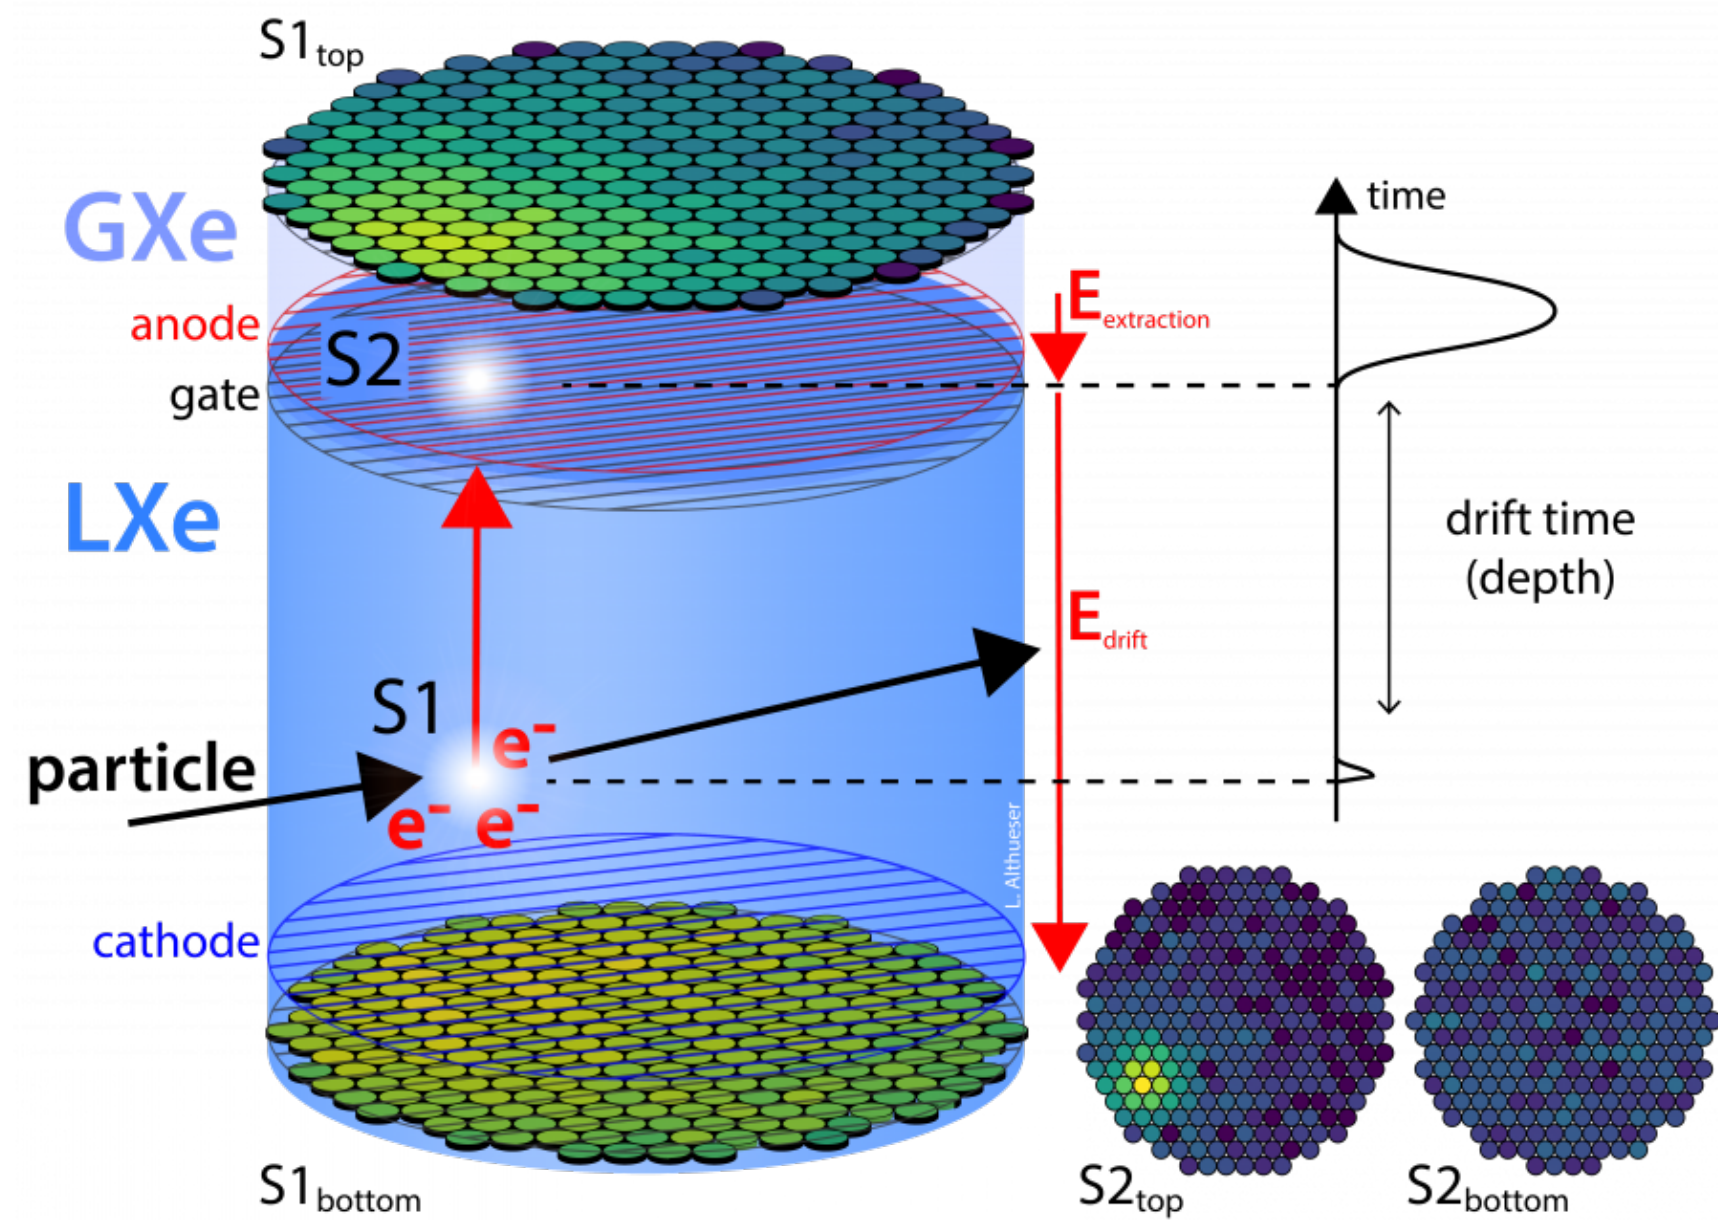 S1top
GXe
anode
S2
gate
LXe
S1
particle
e-
e- e-
cathode
S1bottom
Eextraction
Edrift
time
drift time
(depth)
L. Althueser
S2top
S2bottom